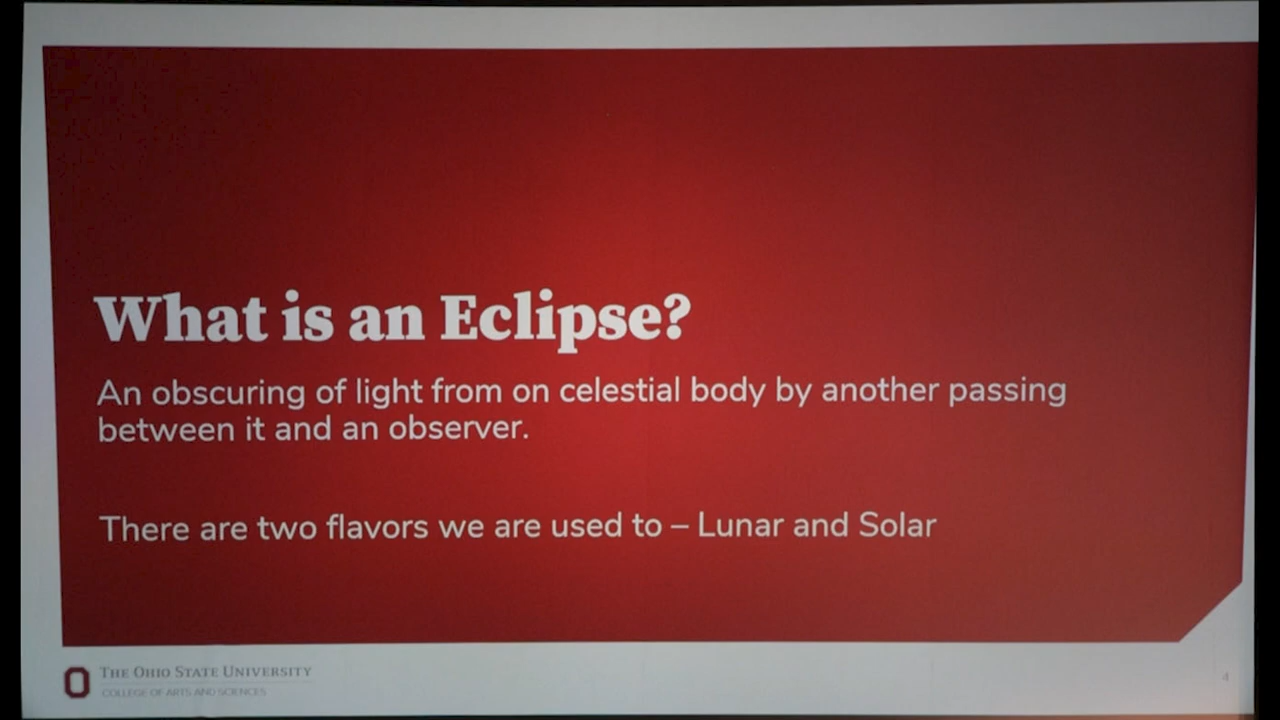 What is an Eclipse?
An obscuring of light from on celestial body by another passing
between it and an observer.
There are two flavors we are used to – Lunar and Solar
THE OHIO STATE UNIVERSITY
COLLEGE OF ARTS AND SCIENCES
4